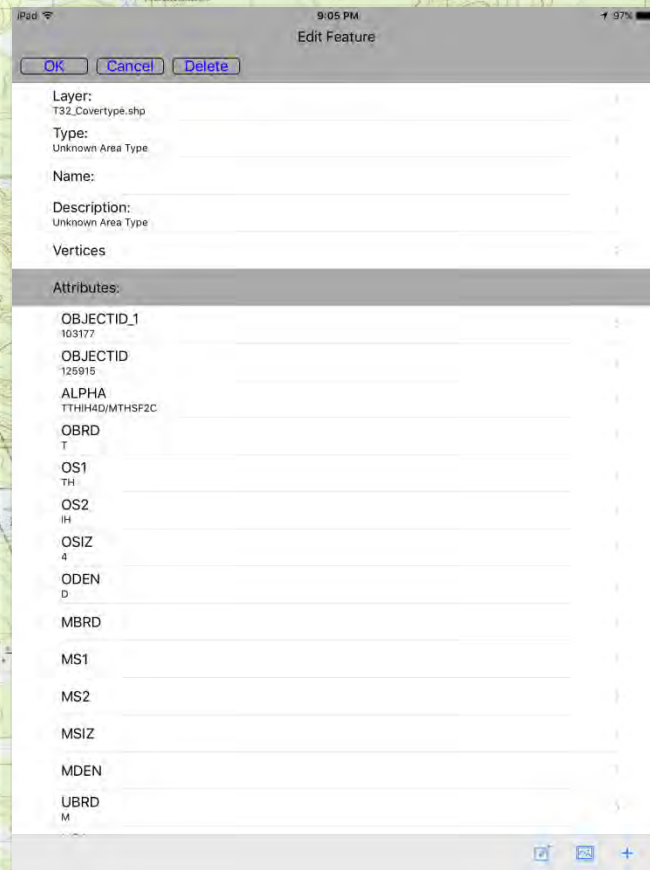 iPad 9:05 PM 97%
Edit Feature
OK Cancel Delete
Layer:
T32_Covertype.shp
Type:
Unknown Area Type
Name:
Description:
Unknown Area Type
Vertices
Attributes:
OBJECTID_1
103177
OBJECTID
125915
ALPHA
TTHIH4D/MTHSF2C
OBRD
T
OS1
TH
OS2
IH
OSIZ
4
ODEN
D
MBRD
MS1
MS2
MSIZ
MDEN
UBRD
M